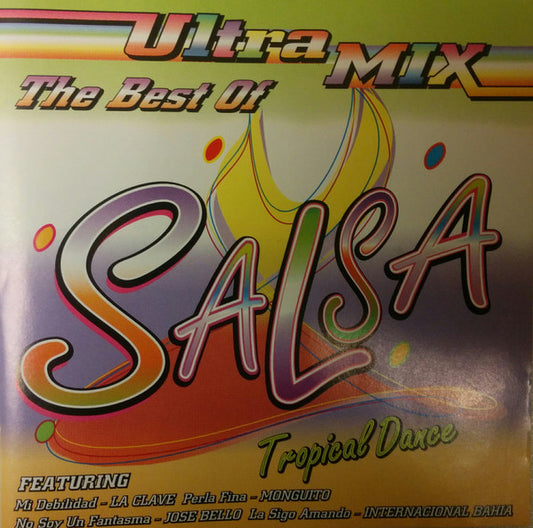 Ultra MIX
The Best Of
SALSA
Tropical Dance
FEATURING
Mi Debilidad - LA CLAVE Perla Fina - MONGUITO
No Soy Un Fantasma - JOSE BELLO La Sigo Amando - INTERNACIONAL BAHIA